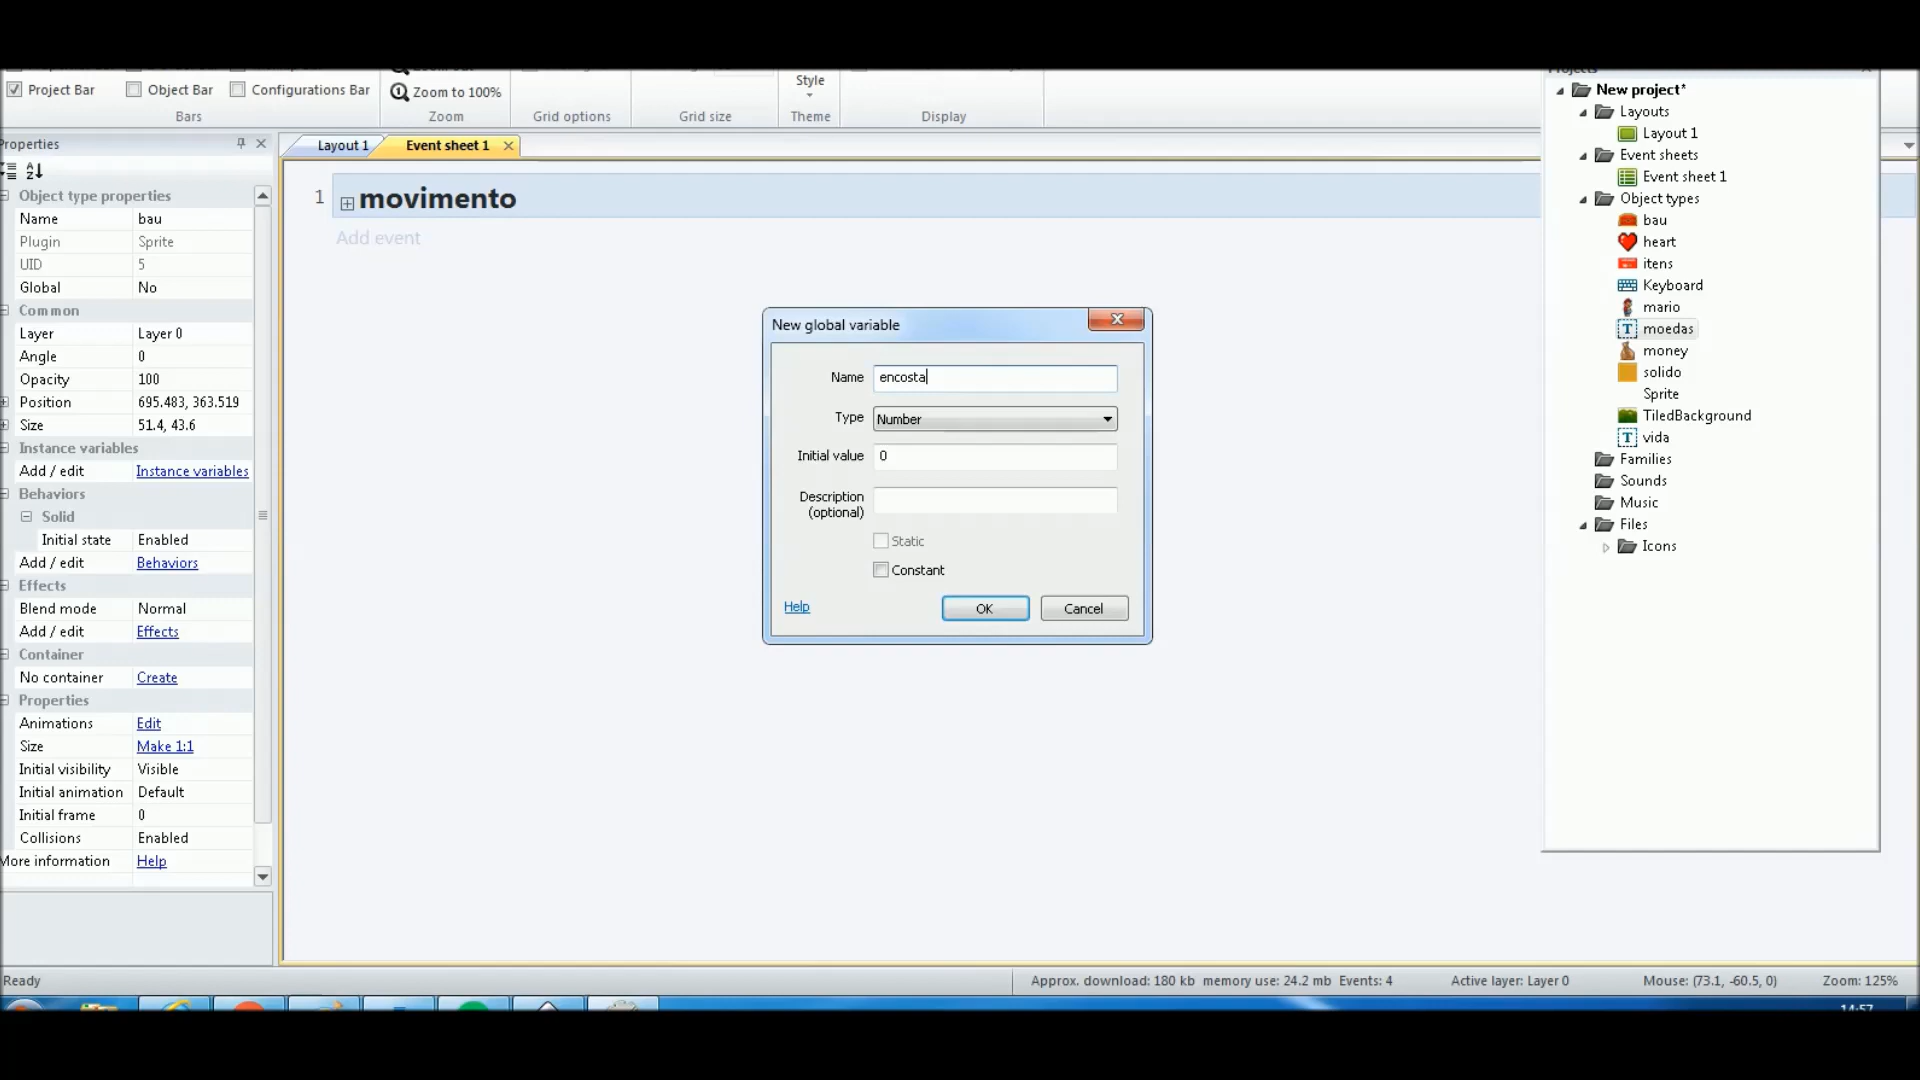 Project Bar Object Bar Configurations Bar
Zoom to 100%
Style
Bars Zoom Grid options Grid size Theme Display
Properties
Layout 1 Event sheet 1
Object type properties
Name bau
Plugin Sprite
UID 5
Global No
Common
Layer Layer 0
Angle 0
Opacity 100
Position 695.483, 363.519
Size 51.4, 43.6
Instance variables
Add / edit Instance variables
Behaviors
Solid
Initial state Enabled
Add / edit Behaviors
Effects
Blend mode Normal
Add / edit Effects
Container
No container Create
Properties
Animations Edit
Size Make 1:1
Initial visibility Visible
Initial animation Default
Initial frame 0
Collisions Enabled
More information Help
1 movimento
Add event
New global variable
Name encosta
Type Number
Initial value 0
Description
(optional)
Static
Constant
Help OK Cancel
Projects
New project*
Layouts
Layout 1
Event sheets
Event sheet 1
Object types
bau
heart
itens
Keyboard
mario
T moedas
money
solido
Sprite
TiledBackground
T vida
Families
Sounds
Music
Files
Icons
Ready Approx. download: 180 kb memory use: 24.2 mb Events: 4 Active layer: Layer 0 Mouse: (73.1, -60.5, 0) Zoom: 125%
14:57